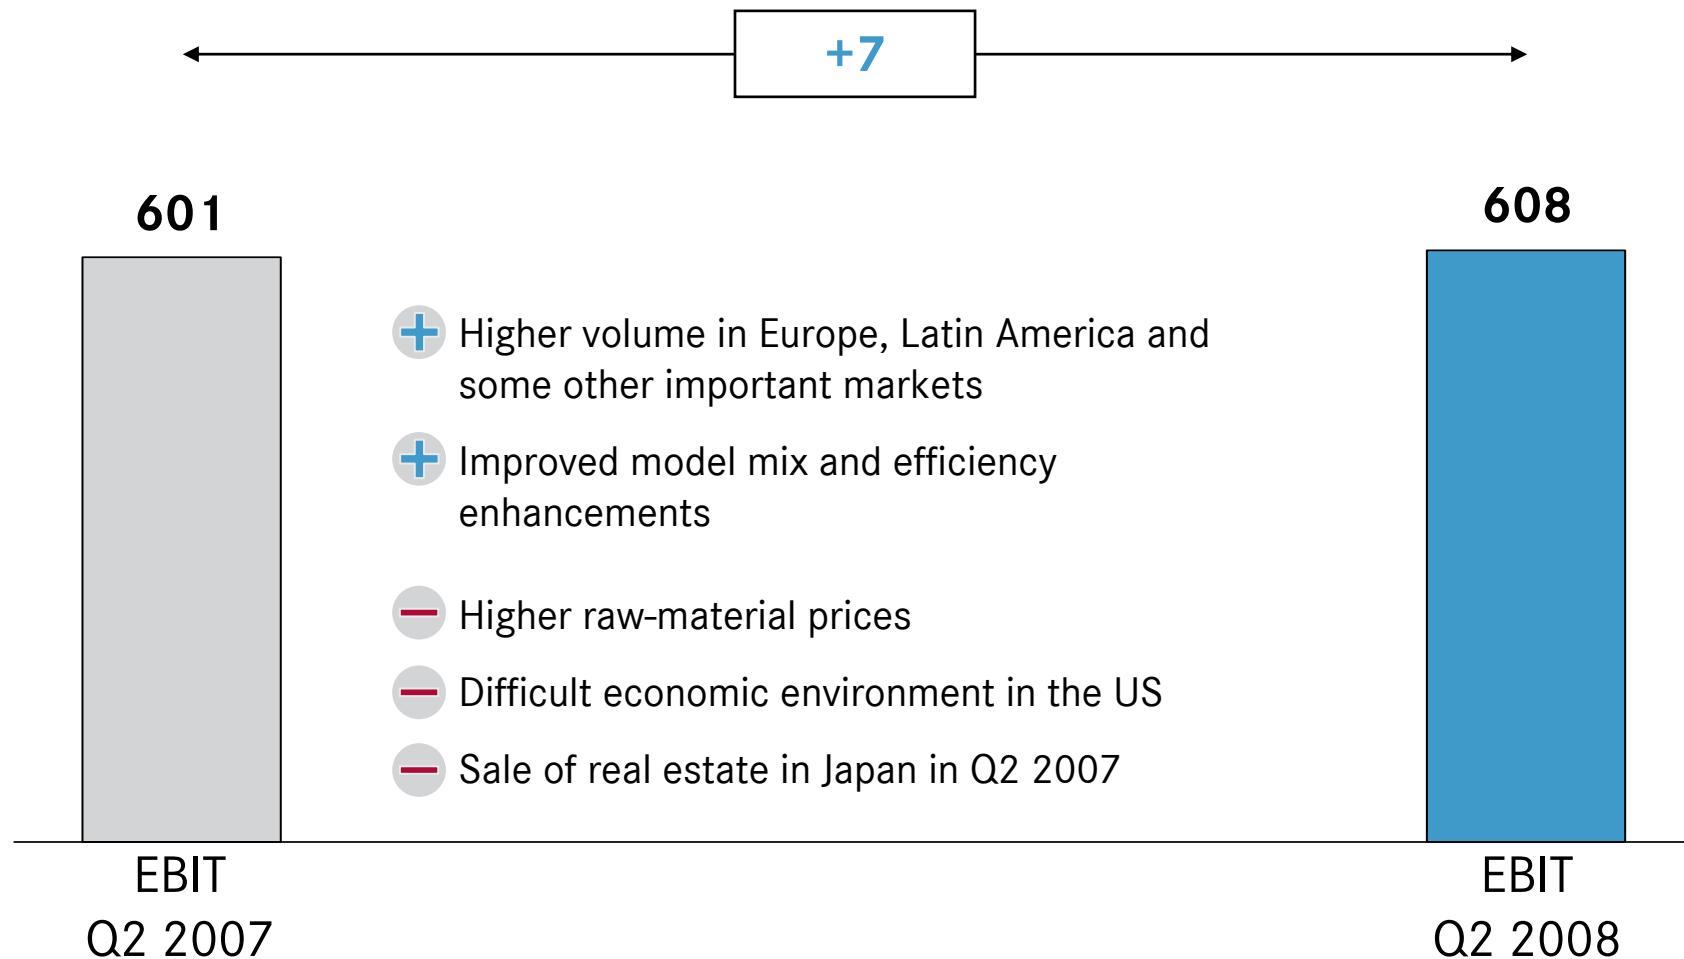 +7
601
608
Higher volume in Europe, Latin America and
some other important markets
Improved model mix and efficiency
enhancements
Higher raw-material prices
Difficult economic environment in the US
Sale of real estate in Japan in Q2 2007
EBIT
Q2 2007
EBIT
Q2 2008